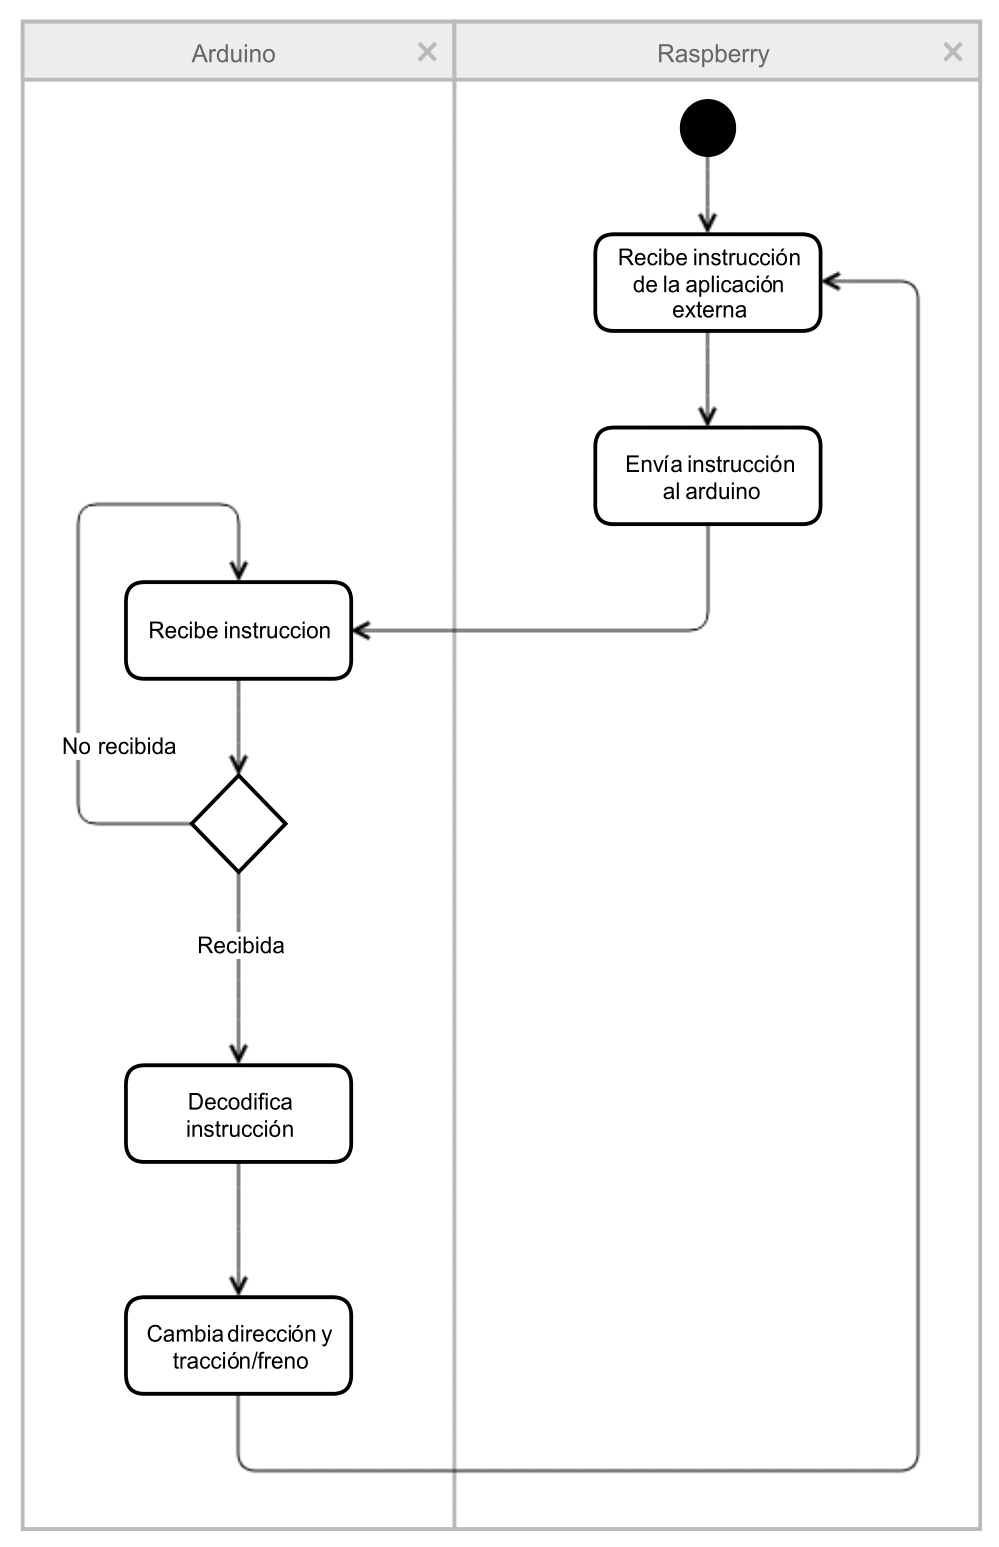 Arduino
Raspberry
Recibe instrucción
de la aplicación
externa
Envía instrucción
al arduino
Recibe instruccion
No recibida
Recibida
Decodifica
instrucción
Cambia dirección y
tracción/freno